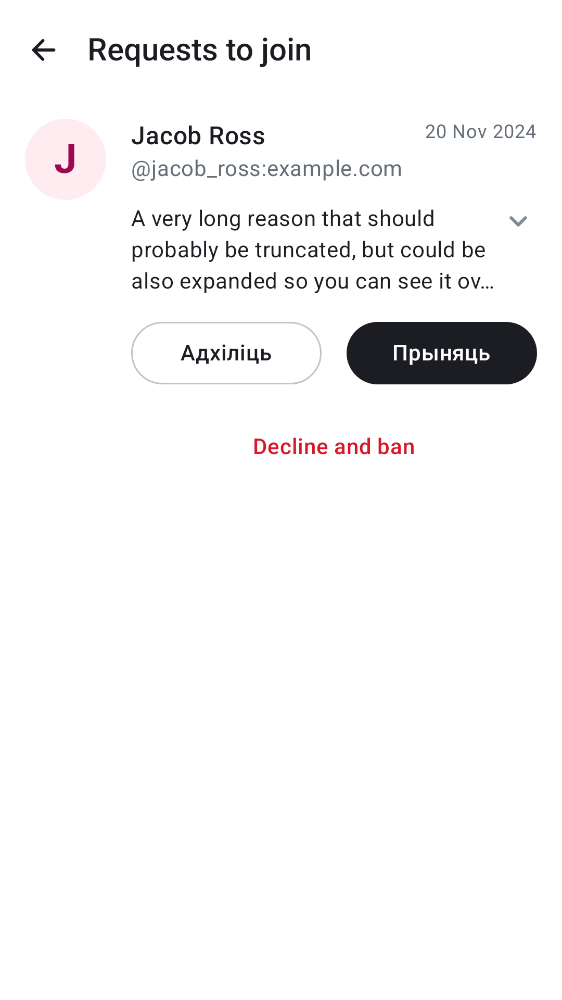 Requests to join
J
Jacob Ross
20 Nov 2024
@jacob_ross:example.com
A very long reason that should
probably be truncated, but could be
also expanded so you can see it ov…
Адхіліць
Прыняць
Decline and ban